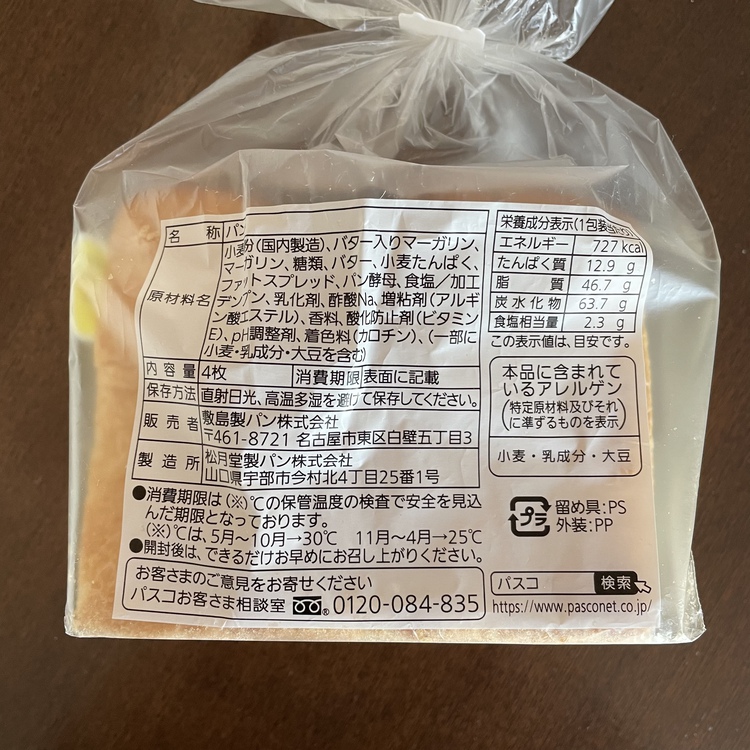 名称 パン
小麦粉(国内製造)、バター入りマーガリン、
マーガリン、糖類、バター、小麦たんぱく、
ファットスプレッド、パン酵母、食塩/加工
原材料名 デンプン、乳化剤、酢酸Na、増粘剤(アルギ
ン酸エステル)、香料、酸化防止剤(ビタミン
E)、pH調整剤、着色料(カロチン)、(一部に
小麦・乳成分・大豆を含む)
内容量 4枚 消費期限 表面に記載
保存方法 直射日光、高温多湿を避けて保存してください。
販売者 敷島製パン株式会社
〒461-8721 名古屋市東区白壁五丁目3
製造所 松月堂製パン株式会社
山口県宇部市今村北4丁目25番1号
●消費期限は(※)℃の保管温度の検査で安全を見込
んだ期限となっております。
(※)℃は、5月~10月→30℃ 11月~4月→25℃
●開封後は、できるだけお早めにお召し上がりください。
お客さまのご意見をお寄せください
パスコお客さま相談室 ® 0120-084-835
栄養成分表示(1包装当たり)
エネルギー 727 kcal
たんぱく質 12.9 g
脂質 46.7 g
炭水化物 63.7 g
食塩相当量 2.3 g
この表示値は、目安です。
本品に含まれて
いるアレルゲン
(特定原材料及びそれ
に準ずるものを表示)
小麦・乳成分・大豆
プラ 留め具:PS
外装:PP
パスコ 検索
https://www.pasconet.co.jp/